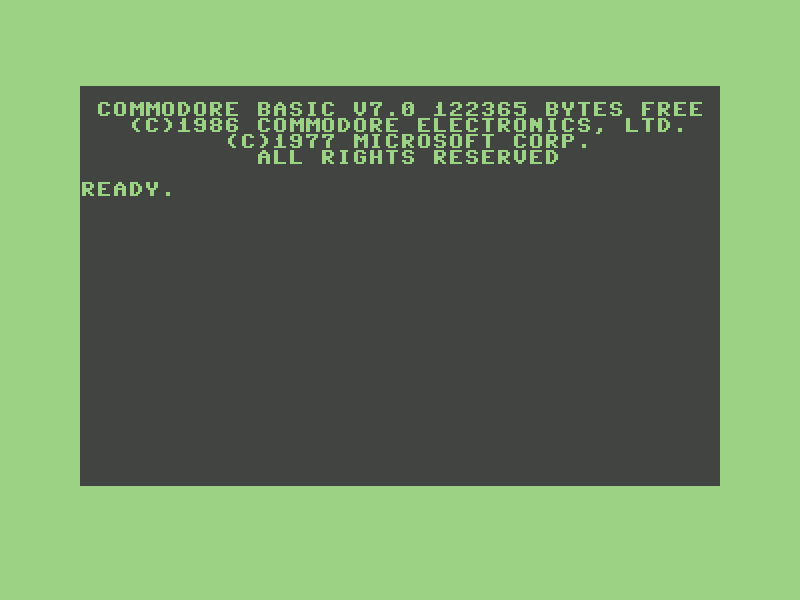 COMMODORE BASIC V7.0 122365 BYTES FREE
(C)1986 COMMODORE ELECTRONICS, LTD.
(C)1977 MICROSOFT CORP.
ALL RIGHTS RESERVED
READY.